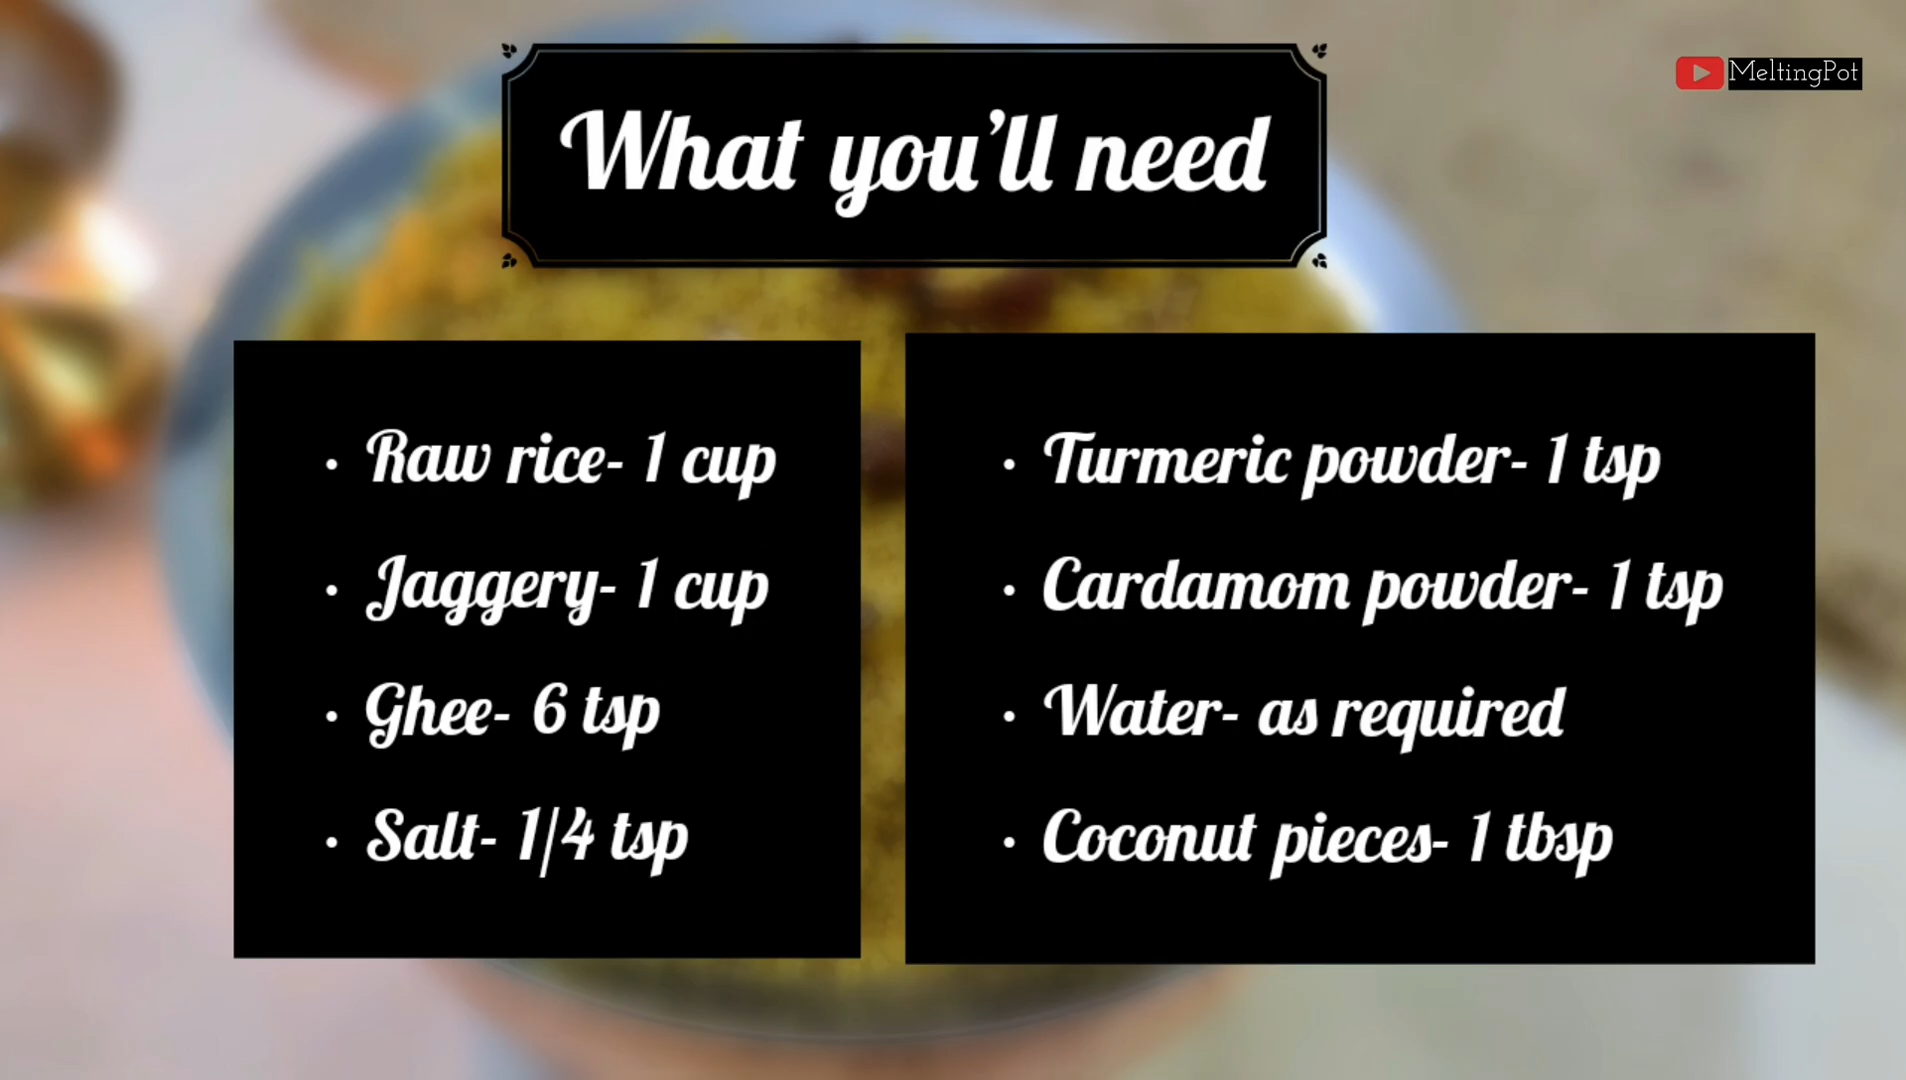 What you'll need
MeltingPot
• Raw rice- 1 cup
• Jaggery- 1 cup
• Ghee- 6 tsp
• Salt- 1/4 tsp
• Turmeric powder- 1 tsp
• Cardamom powder- 1 tsp
• Water- as required
• Coconut pieces- 1 tbsp